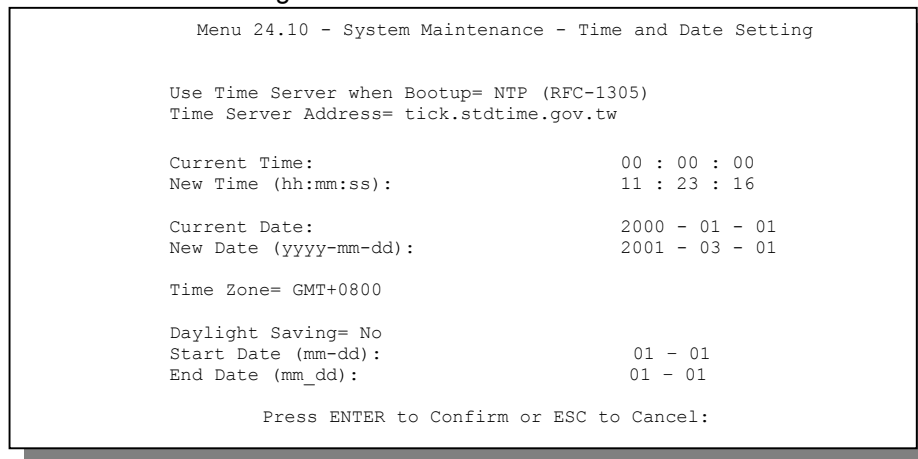 Menu 24.10 - System Maintenance - Time and Date Setting
Use Time Server when Bootup= NTP (RFC-1305)
Time Server Address= tick.stdtime.gov.tw
Current Time: 00 : 00 : 00
New Time (hh:mm:ss): 11 : 23 : 16
Current Date: 2000 - 01 - 01
New Date (yyyy-mm-dd): 2001 - 03 - 01
Time Zone= GMT+0800
Daylight Saving= No
Start Date (mm-dd): 01 – 01
End Date (mm_dd): 01 – 01
Press ENTER to Confirm or ESC to Cancel: